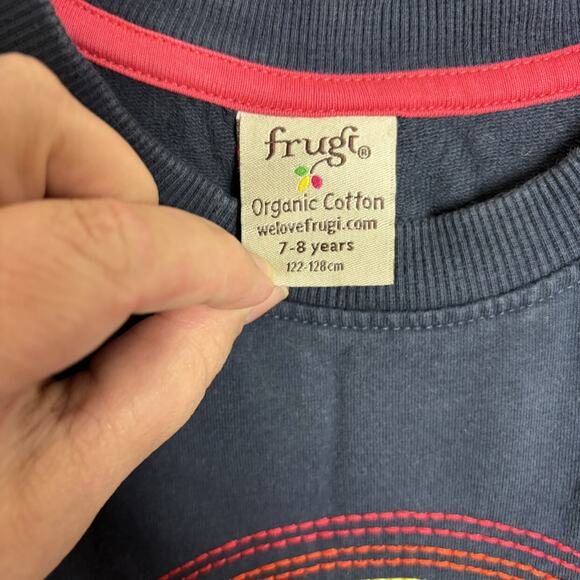 frugi®
Organic Cotton
welovefrugi.com
7-8 years
122-128cm